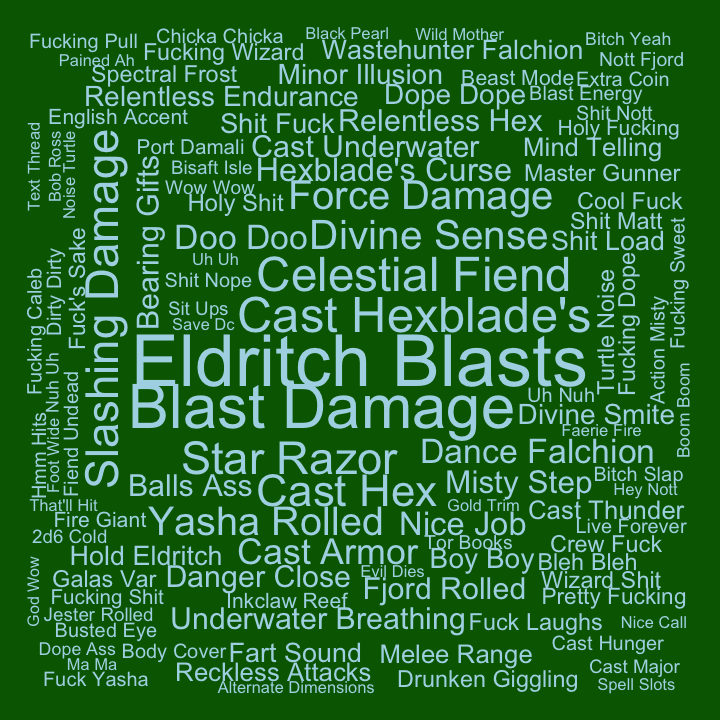 Fucking Pull
Chicka Chicka
Black Pearl
Wild Mother
Bitch Yeah
Pained Ah
Fucking Wizard
Wastehunter Falchion
Nott Fjord
Spectral Frost
Minor Illusion
Beast Mode
Extra Coin
Relentless Endurance
Dope Dope
Blast Energy
English Accent
Shit Fuck
Relentless Hex
Shit Nott
Holy Fucking
Text Thread
Bob Ross
Noise Turtle
Slashing Damage
Port Damali
Cast Underwater
Mind Telling
Bearing Gifts
Bisaft Isle
Hexblade's Curse
Master Gunner
Wow Wow
Holy Shit
Force Damage
Cool Fuck
Shit Matt
Doo Doo
Divine Sense
Shit Load
Fuck's Sake
Dirty Dirty
Fucking Caleb
Uh Uh
Shit Nope
Celestial Fiend
Turtle Noise
Fucking Dope
Action Misty
Fucking Sweet
Sit Ups
Save Dc
Cast Hexblade's
Eldritch Blasts
Nuh Uh
Foot Wide
Hmm Hits
Fiend Undead
Blast Damage
Uh Nuh
Divine Smite
Boom Boom
Faerie Fire
Star Razor
Dance Falchion
Balls Ass
Cast Hex
Misty Step
Bitch Slap
Hey Nott
That'll Hit
Gold Trim
Fire Giant
Yasha Rolled
Nice Job
Cast Thunder
Live Forever
2d6 Cold
Hold Eldritch
Cast Armor
Tor Books
Boy Boy
Crew Fuck
Bleh Bleh
God Wow
Galas Var
Danger Close
Evil Dies
Fjord Rolled
Wizard Shit
Fucking Shit
Inkclaw Reef
Pretty Fucking
Jester Rolled
Busted Eye
Underwater Breathing
Fuck Laughs
Nice Call
Dope Ass
Body Cover
Fart Sound
Melee Range
Cast Hunger
Ma Ma
Fuck Yasha
Reckless Attacks
Alternate Dimensions
Drunken Giggling
Cast Major
Spell Slots